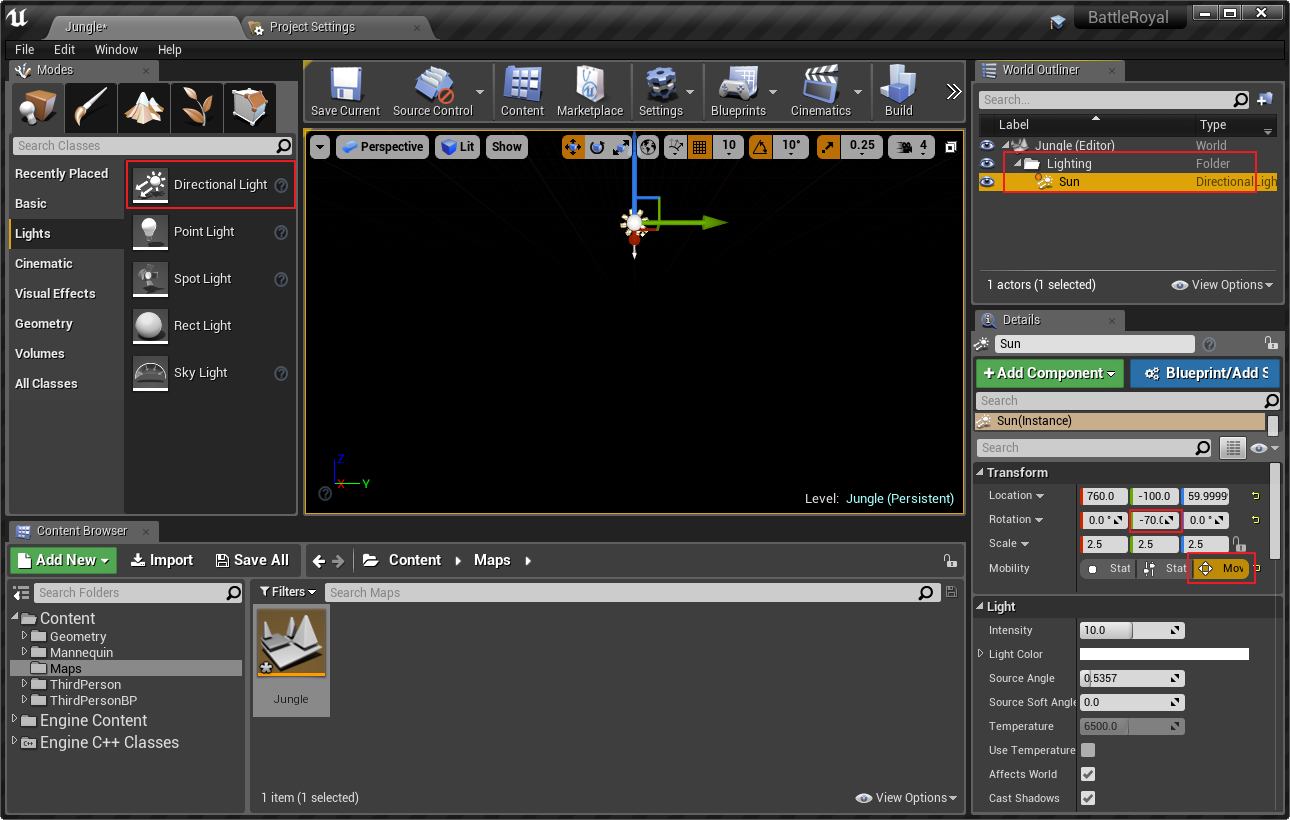 Jungle*
Project Settings
BattleRoyal
File Edit Window Help
Modes
Search Classes
Recently Placed
Basic
Lights
Cinematic
Visual Effects
Geometry
Volumes
All Classes
Directional Light
Point Light
Spot Light
Rect Light
Sky Light
Save Current
Source Control
Content
Marketplace
Settings
Blueprints
Cinematics
Build
Perspective
Lit
Show
10
10°
0.25
4
Z
X
Y
Level: Jungle (Persistent)
World Outliner
Search...
Label Type
Jungle (Editor) World
Lighting Folder
Sun DirectionalLigh
1 actors (1 selected)
View Options
Details
Sun
Add Component
Blueprint/Add S
Search
Sun(Instance)
Search
Transform
Location 760.0 -100.0 59.9999
Rotation 0.0 ° -70.0 0.0 °
Scale 2.5 2.5 2.5
Mobility Stat Stat Mov
Light
Intensity 10.0
Light Color
Source Angle 0.5357
Source Soft Angle 0.0
Temperature 6500.0
Use Temperature
Affects World
Cast Shadows
Content Browser
Add New
Import
Save All
Content
Maps
Search Folders
Content
Geometry
Mannequin
Maps
ThirdPerson
ThirdPersonBP
Engine Content
Engine C++ Classes
Filters
Search Maps
Jungle
1 item (1 selected)
View Options